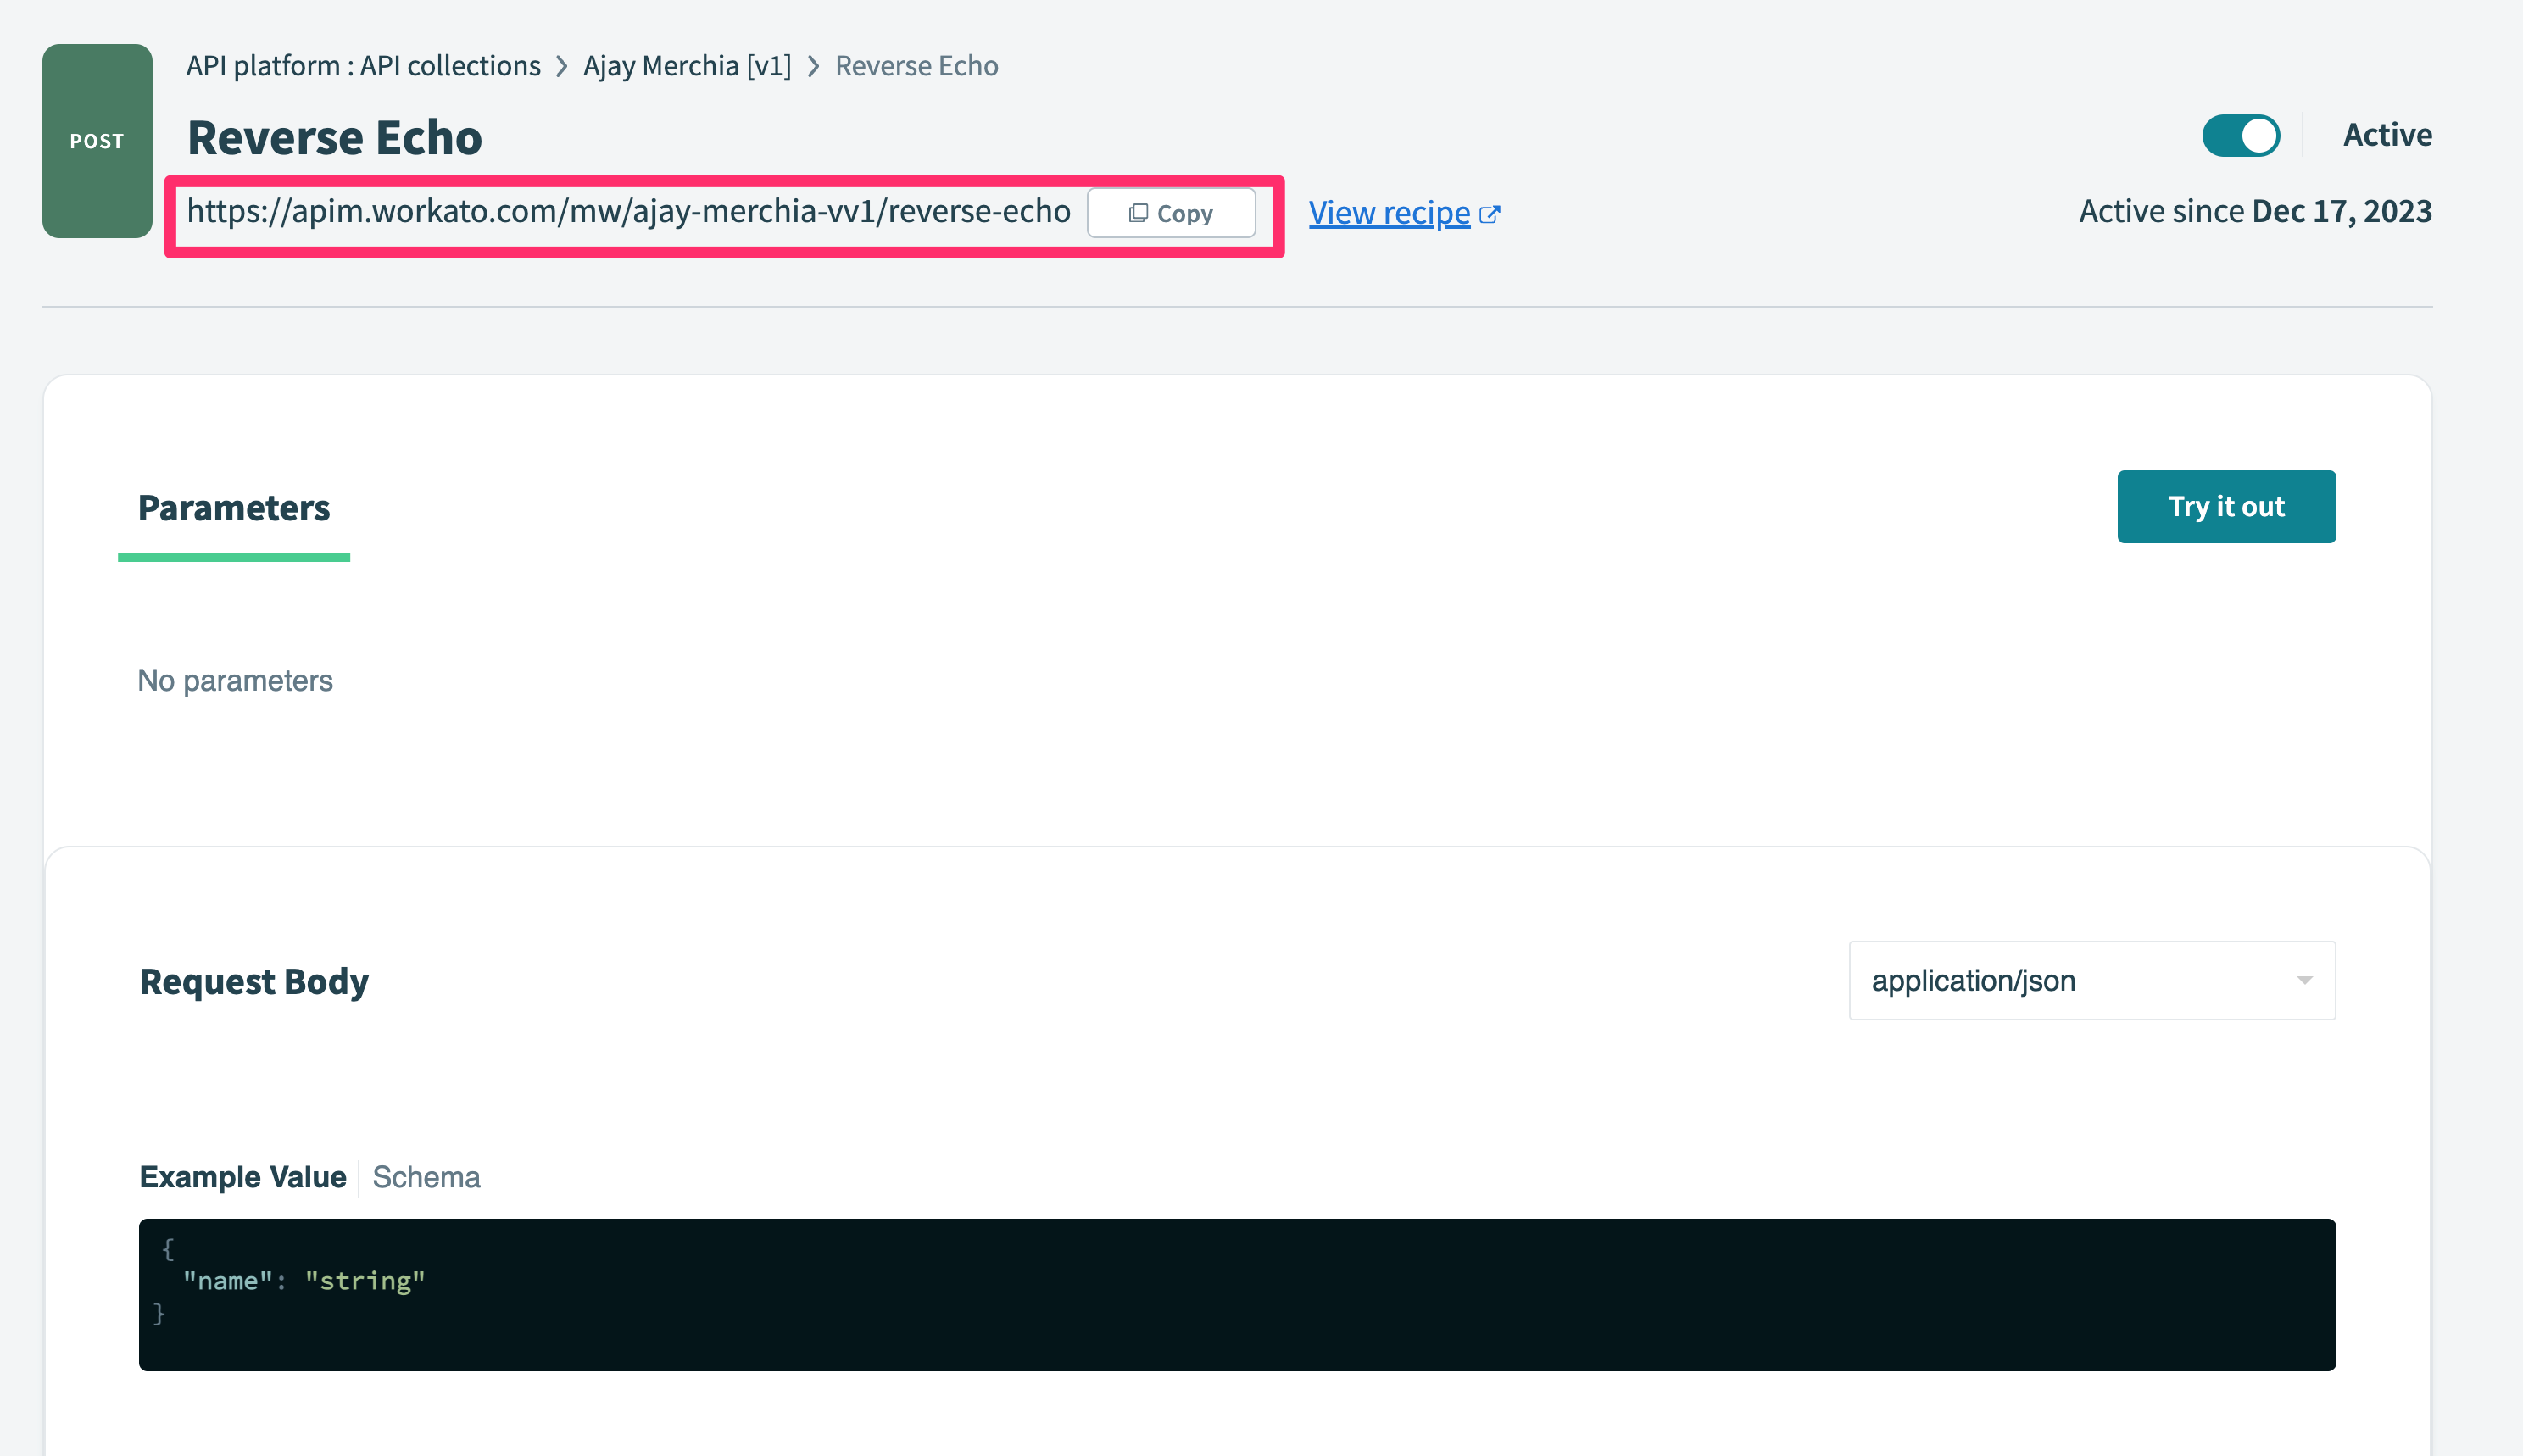 API platform : API collections > Ajay Merchia [v1] > Reverse Echo
POST
Reverse Echo
Active
https://apim.workato.com/mw/ajay-merchia-vv1/reverse-echo Copy View recipe
Active since Dec 17, 2023
Parameters
Try it out
No parameters
Request Body
application/json
Example Value | Schema
{
"name": "string"
}